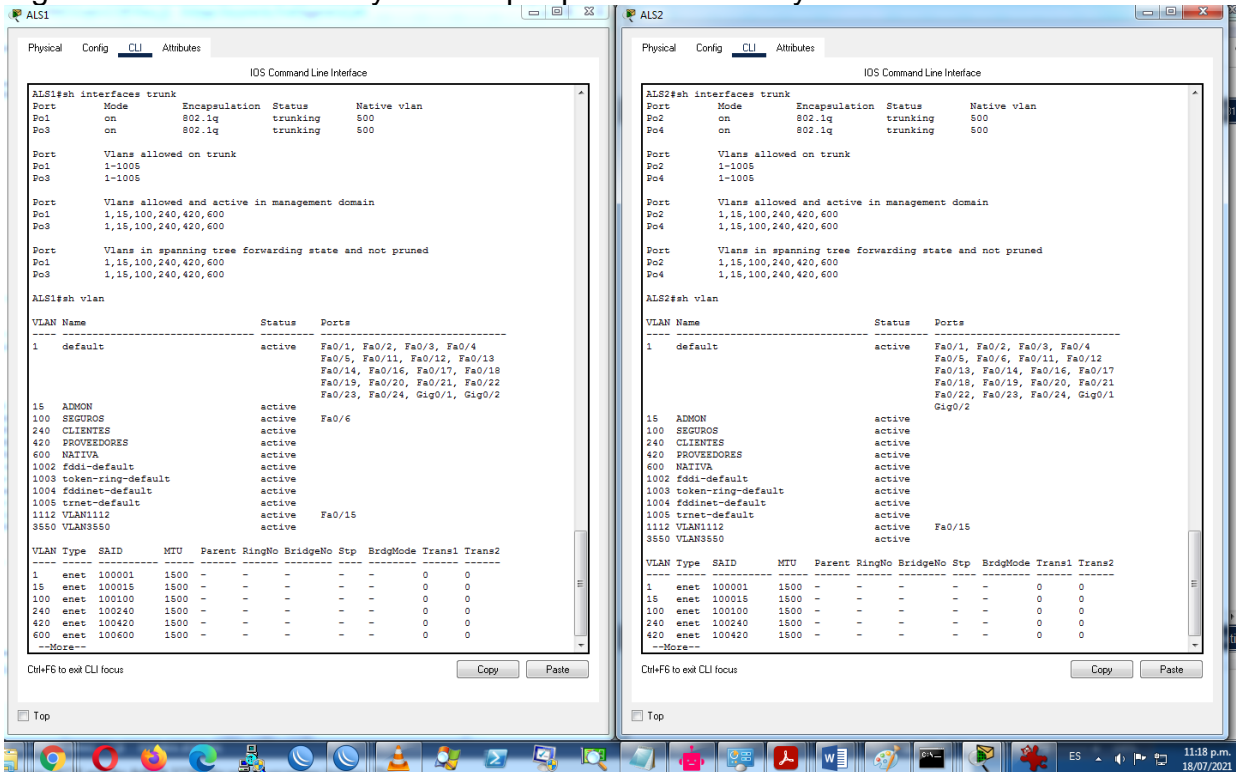 ALS1
Physical Config CLI Attributes
IOS Command Line Interface
ALS1#sh interfaces trunk
Port Mode Encapsulation Status Native vlan
Po1 on 802.1q trunking 500
Po3 on 802.1q trunking 500
Port Vlans allowed on trunk
Po1 1-1005
Po3 1-1005
Port Vlans allowed and active in management domain
Po1 1,15,100,240,420,600
Po3 1,15,100,240,420,600
Port Vlans in spanning tree forwarding state and not pruned
Po1 1,15,100,240,420,600
Po3 1,15,100,240,420,600
ALS1#sh vlan
VLAN Name Status Ports
---- -------------------------------- --------- -------------------------------
1 default active Fa0/1, Fa0/2, Fa0/3, Fa0/4
Fa0/5, Fa0/11, Fa0/12, Fa0/13
Fa0/14, Fa0/16, Fa0/17, Fa0/18
Fa0/19, Fa0/20, Fa0/21, Fa0/22
Fa0/23, Fa0/24, Gig0/1, Gig0/2
15 ADMON active
100 SEGUROS active Fa0/6
240 CLIENTES active
420 PROVEEDORES active
600 NATIVA active
1002 fddi-default active
1003 token-ring-default active
1004 fddinet-default active
1005 trnet-default active
1112 VLAN1112 active Fa0/15
3550 VLAN3550 active
VLAN Type SAID MTU Parent RingNo BridgeNo Stp BrdgMode Trans1 Trans2
---- ----- ---------- ----- ------ ------ -------- ---- -------- ------ ------
1 enet 100001 1500 - - - - - 0 0
15 enet 100015 1500 - - - - - 0 0
100 enet 100100 1500 - - - - - 0 0
240 enet 100240 1500 - - - - - 0 0
420 enet 100420 1500 - - - - - 0 0
600 enet 100600 1500 - - - - - 0 0
--More--
Ctrl+F6 to exit CLI focus
Copy Paste
Top
ALS2
Physical Config CLI Attributes
IOS Command Line Interface
ALS2#sh interfaces trunk
Port Mode Encapsulation Status Native vlan
Po2 on 802.1q trunking 500
Po4 on 802.1q trunking 500
Port Vlans allowed on trunk
Po2 1-1005
Po4 1-1005
Port Vlans allowed and active in management domain
Po2 1,15,100,240,420,600
Po4 1,15,100,240,420,600
Port Vlans in spanning tree forwarding state and not pruned
Po2 1,15,100,240,420,600
Po4 1,15,100,240,420,600
ALS2#sh vlan
VLAN Name Status Ports
---- -------------------------------- --------- -------------------------------
1 default active Fa0/1, Fa0/2, Fa0/3, Fa0/4
Fa0/5, Fa0/6, Fa0/11, Fa0/12
Fa0/13, Fa0/14, Fa0/16, Fa0/17
Fa0/18, Fa0/19, Fa0/20, Fa0/21
Fa0/22, Fa0/23, Fa0/24, Gig0/1
Gig0/2
15 ADMON active
100 SEGUROS active
240 CLIENTES active
420 PROVEEDORES active
600 NATIVA active
1002 fddi-default active
1003 token-ring-default active
1004 fddinet-default active
1005 trnet-default active
1112 VLAN1112 active Fa0/15
3550 VLAN3550 active
VLAN Type SAID MTU Parent RingNo BridgeNo Stp BrdgMode Trans1 Trans2
---- ----- ---------- ----- ------ ------ -------- ---- -------- ------ ------
1 enet 100001 1500 - - - - - 0 0
15 enet 100015 1500 - - - - - 0 0
100 enet 100100 1500 - - - - - 0 0
240 enet 100240 1500 - - - - - 0 0
420 enet 100420 1500 - - - - - 0 0
--More--
Ctrl+F6 to exit CLI focus
Copy Paste
Top
ES
11:18 p.m.
18/07/2021